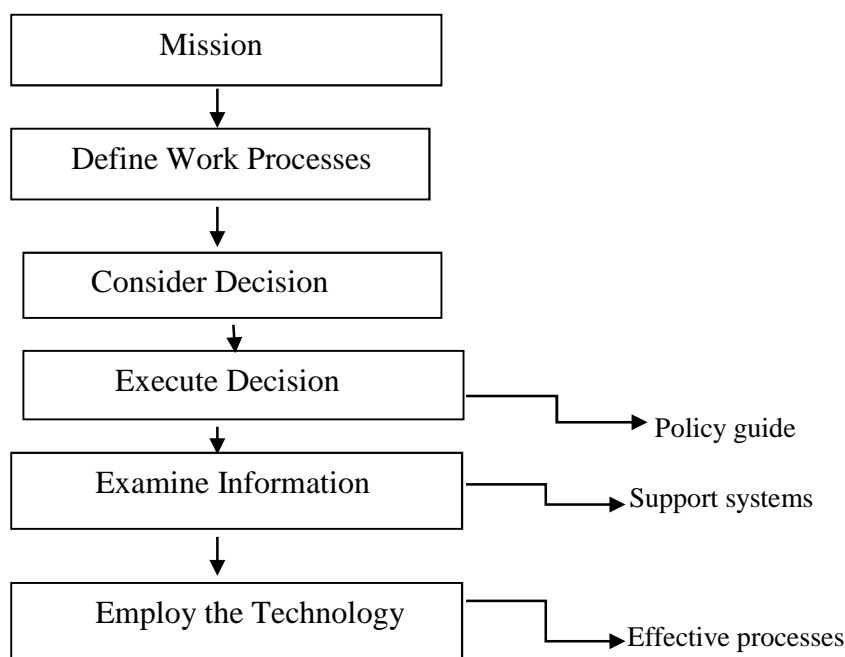 Mission
Define Work Processes
Consider Decision
Execute Decision
Policy guide
Examine Information
Support systems
Employ the Technology
Effective processes